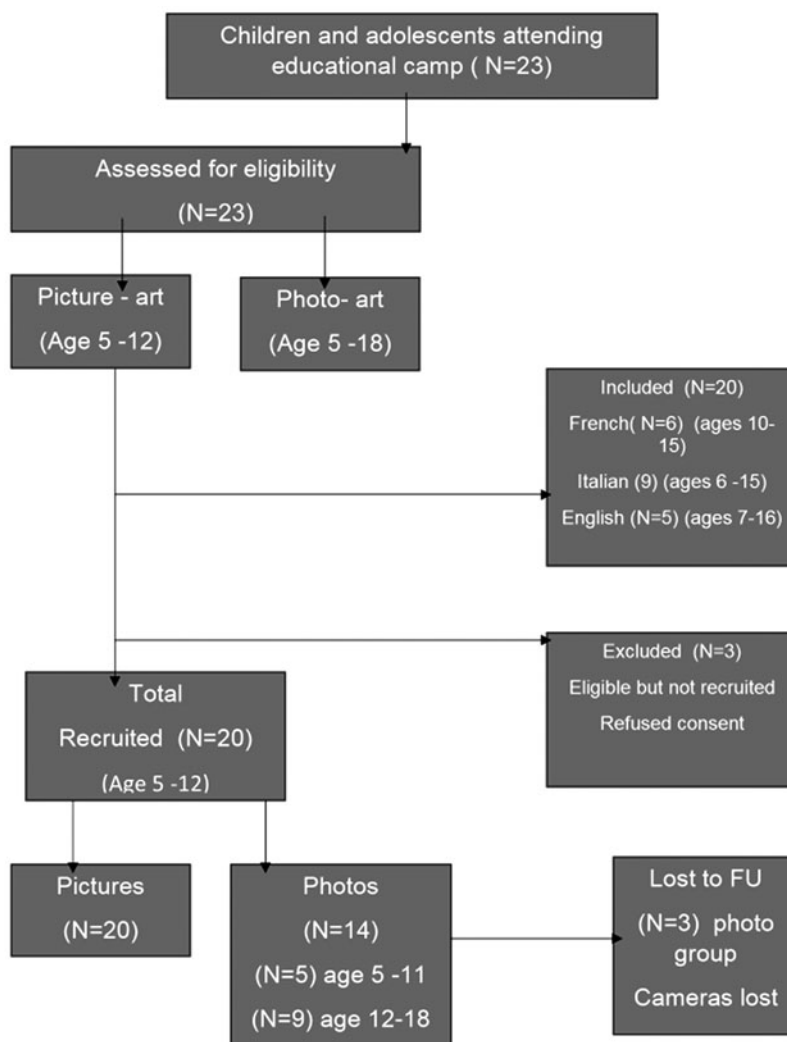 Children and adolescents attending
educational camp ( N=23)
Assessed for eligibility
(N=23)
Picture - art
(Age 5 -12)
Photo- art
(Age 5 -18)
Included (N=20)
French( N=6) (ages 10-
15)
Italian (9) (ages 6 -15)
English (N=5) (ages 7-16)
Excluded (N=3)
Eligible but not recruited
Refused consent
Total
Recruited (N=20)
(Age 5 -12)
Pictures
(N=20)
Photos
(N=14)
(N=5) age 5 -11
(N=9) age 12-18
Lost to FU
(N=3) photo
group
Cameras lost